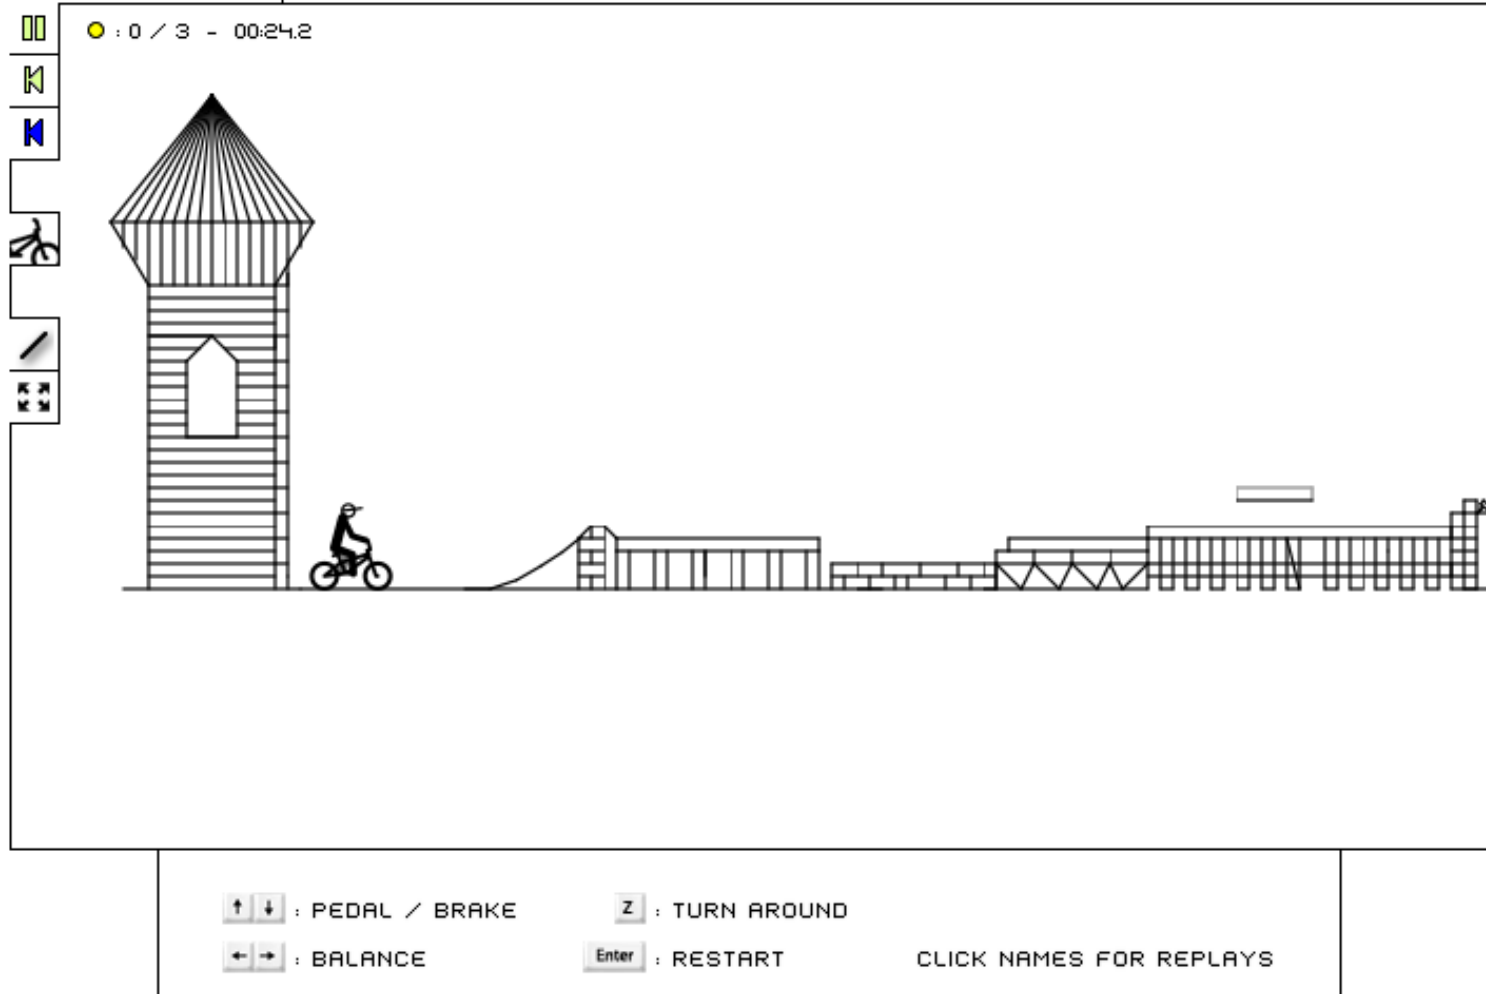 : 0 / 3 - 00:24.2
↑ ↓ : PEDAL / BRAKE
Z : TURN AROUND
← → : BALANCE
Enter : RESTART
CLICK NAMES FOR REPLAYS